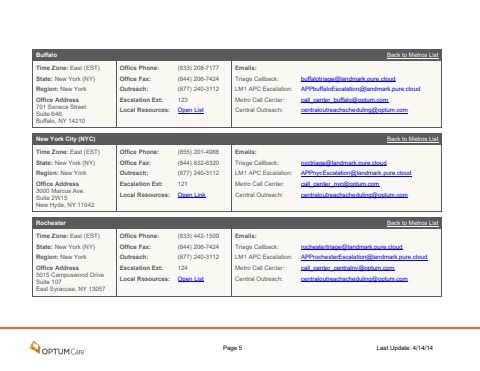 Buffalo Back to Metros List
Time Zone: East (EST) Office Phone: (833) 208-7177 Emails:
State: New York (NY) Office Fax: (844) 206-7424 Triage Callback: buffalotriage@landmark.pure.cloud
Region: New York Outreach: (877) 240-3112 LM1 APC Escalation: APPbuffaloEscalation@landmark.pure.cloud
Office Address Escalation Ext: 123 Metro Call Center: call_center_buffalo@optum.com
701 Seneca Street Local Resources: Open List Central Outreach: centraloutreachscheduling@optum.com
Suite 646,
Buffalo, NY 14210
New York City (NYC) Back to Metros List
Time Zone: East (EST) Office Phone: (855) 201-4988 Emails:
State: New York (NY) Office Fax: (844) 832-6320 Triage Callback: nyctriage@landmark.pure.cloud
Region: New York Outreach: (877) 240-3112 LM1 APC Escalation: APPnycEscalation@landmark.pure.cloud
Office Address Escalation Ext: 121 Metro Call Center: call_center_nyc@optum.com
3000 Marcus Ave. Local Resources: Open Link Central Outreach: centraloutreachscheduling@optum.com
Suite 2W15
New Hyde, NY 11042
Rochester Back to Metros List
Time Zone: East (EST) Office Phone: (833) 442-1509 Emails:
State: New York (NY) Office Fax: (844) 206-7424 Triage Callback: rochestertriage@landmark.pure.cloud
Region: New York Outreach: (877) 240-3112 LM1 APC Escalation: APProchesterEscalation@landmark.pure.cloud
Office Address Escalation Ext: 124 Metro Call Center: call_center_centralny@optum.com
5015 Campuswood Drive Local Resources: Open List Central Outreach: centraloutreachscheduling@optum.com
Suite 107
East Syracuse, NY 13057
OPTUMCare Page 5 Last Update: 4/14/14